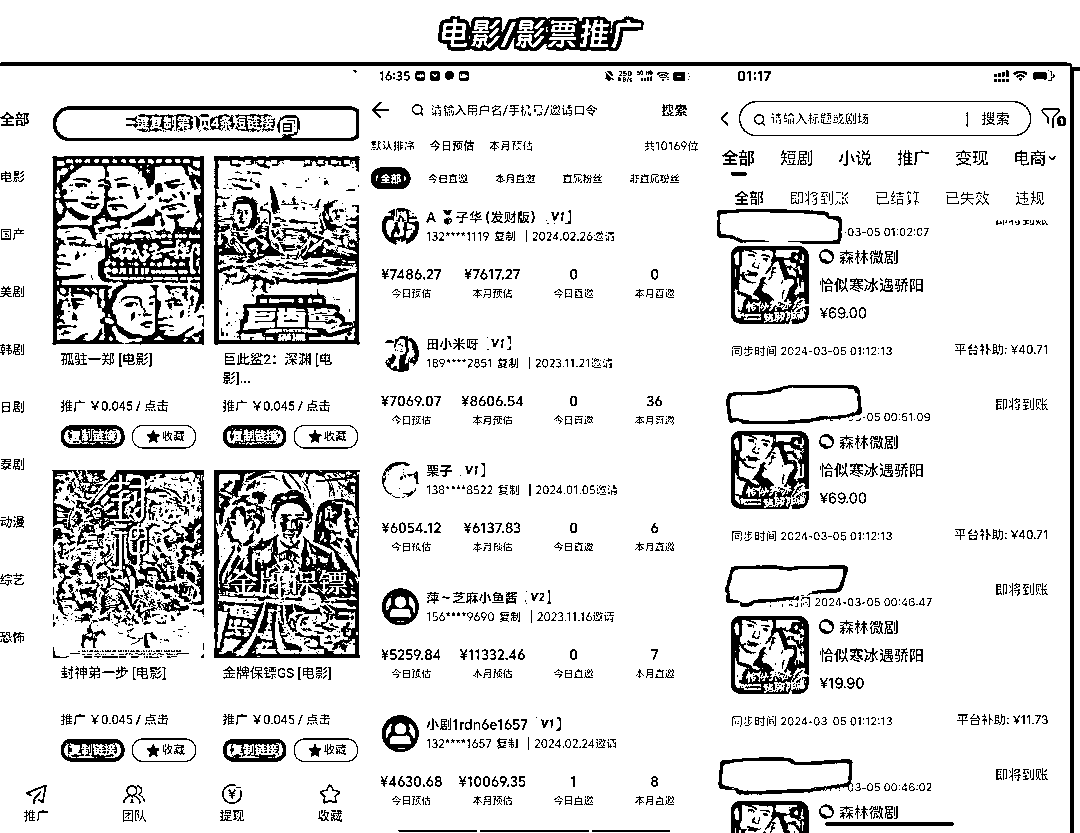 电影/影票推广
全部
一键复制第1页4条短链接
电影
国产
美剧
韩剧
日剧
泰剧
动漫
综艺
恐怖
孤驻一郑 [电影]
推广 ¥0.045 / 点击
复制链接
收藏
巨此鲨2：深渊 [电
影]...
推广 ¥0.045 / 点击
复制链接
收藏
封神
封神第一步 [电影]
推广 ¥0.045 / 点击
复制链接
收藏
金牌保镖
金牌保镖GS [电影]
推广 ¥0.045 / 点击
复制链接
收藏
推广
团队
提现
收藏
16:35
请输入用户名/手机号/邀请口令
搜索
默认排序 今日预估 本月预估 共10169位
全部 今日直邀 本月直邀 直属粉丝 非直属粉丝
子华 (发财版) [V1]
132****1119 复制 | 2024.02.26邀请
¥7486.27 ¥7617.27 0 0
今日预估 本月预估 今日直邀 本月直邀
田小米呀 [V1]
189****2851 复制 | 2023.11.21邀请
¥7069.07 ¥8606.54 0 36
今日预估 本月预估 今日直邀 本月直邀
栗子 [V1]
138****8522 复制 | 2024.01.05邀请
¥6054.12 ¥6137.83 0 6
今日预估 本月预估 今日直邀 本月直邀
萍~芝麻小鱼酱 [V2]
156****9690 复制 | 2023.11.16邀请
¥5259.84 ¥11332.46 0 7
今日预估 本月预估 今日直邀 本月直邀
小剧1rdn6e1657 [V1]
132****1657 复制 | 2024.02.24邀请
¥4630.68 ¥10069.35 1 8
今日预估 本月预估 今日直邀 本月直邀
01:17
请输入标题或剧场
搜索
全部 短剧 小说 推广 变现 电商
全部 即将到账 已结算 已失效 违规
-03-05 01:02:07 即将到账
森林微剧
恰似寒冰遇骄阳
¥69.00
同步时间 2024-03-05 01:12:13 平台补助: ¥40.71
-05 00:51:09 即将到账
森林微剧
恰似寒冰遇骄阳
¥69.00
同步时间 2024-03-05 01:12:13 平台补助: ¥40.71
2024-03-05 00:46:47 即将到账
森林微剧
恰似寒冰遇骄阳
¥19.90
同步时间 2024-03-05 01:12:13 平台补助: ¥11.73
-03-05 00:46:02 即将到账
森林微剧